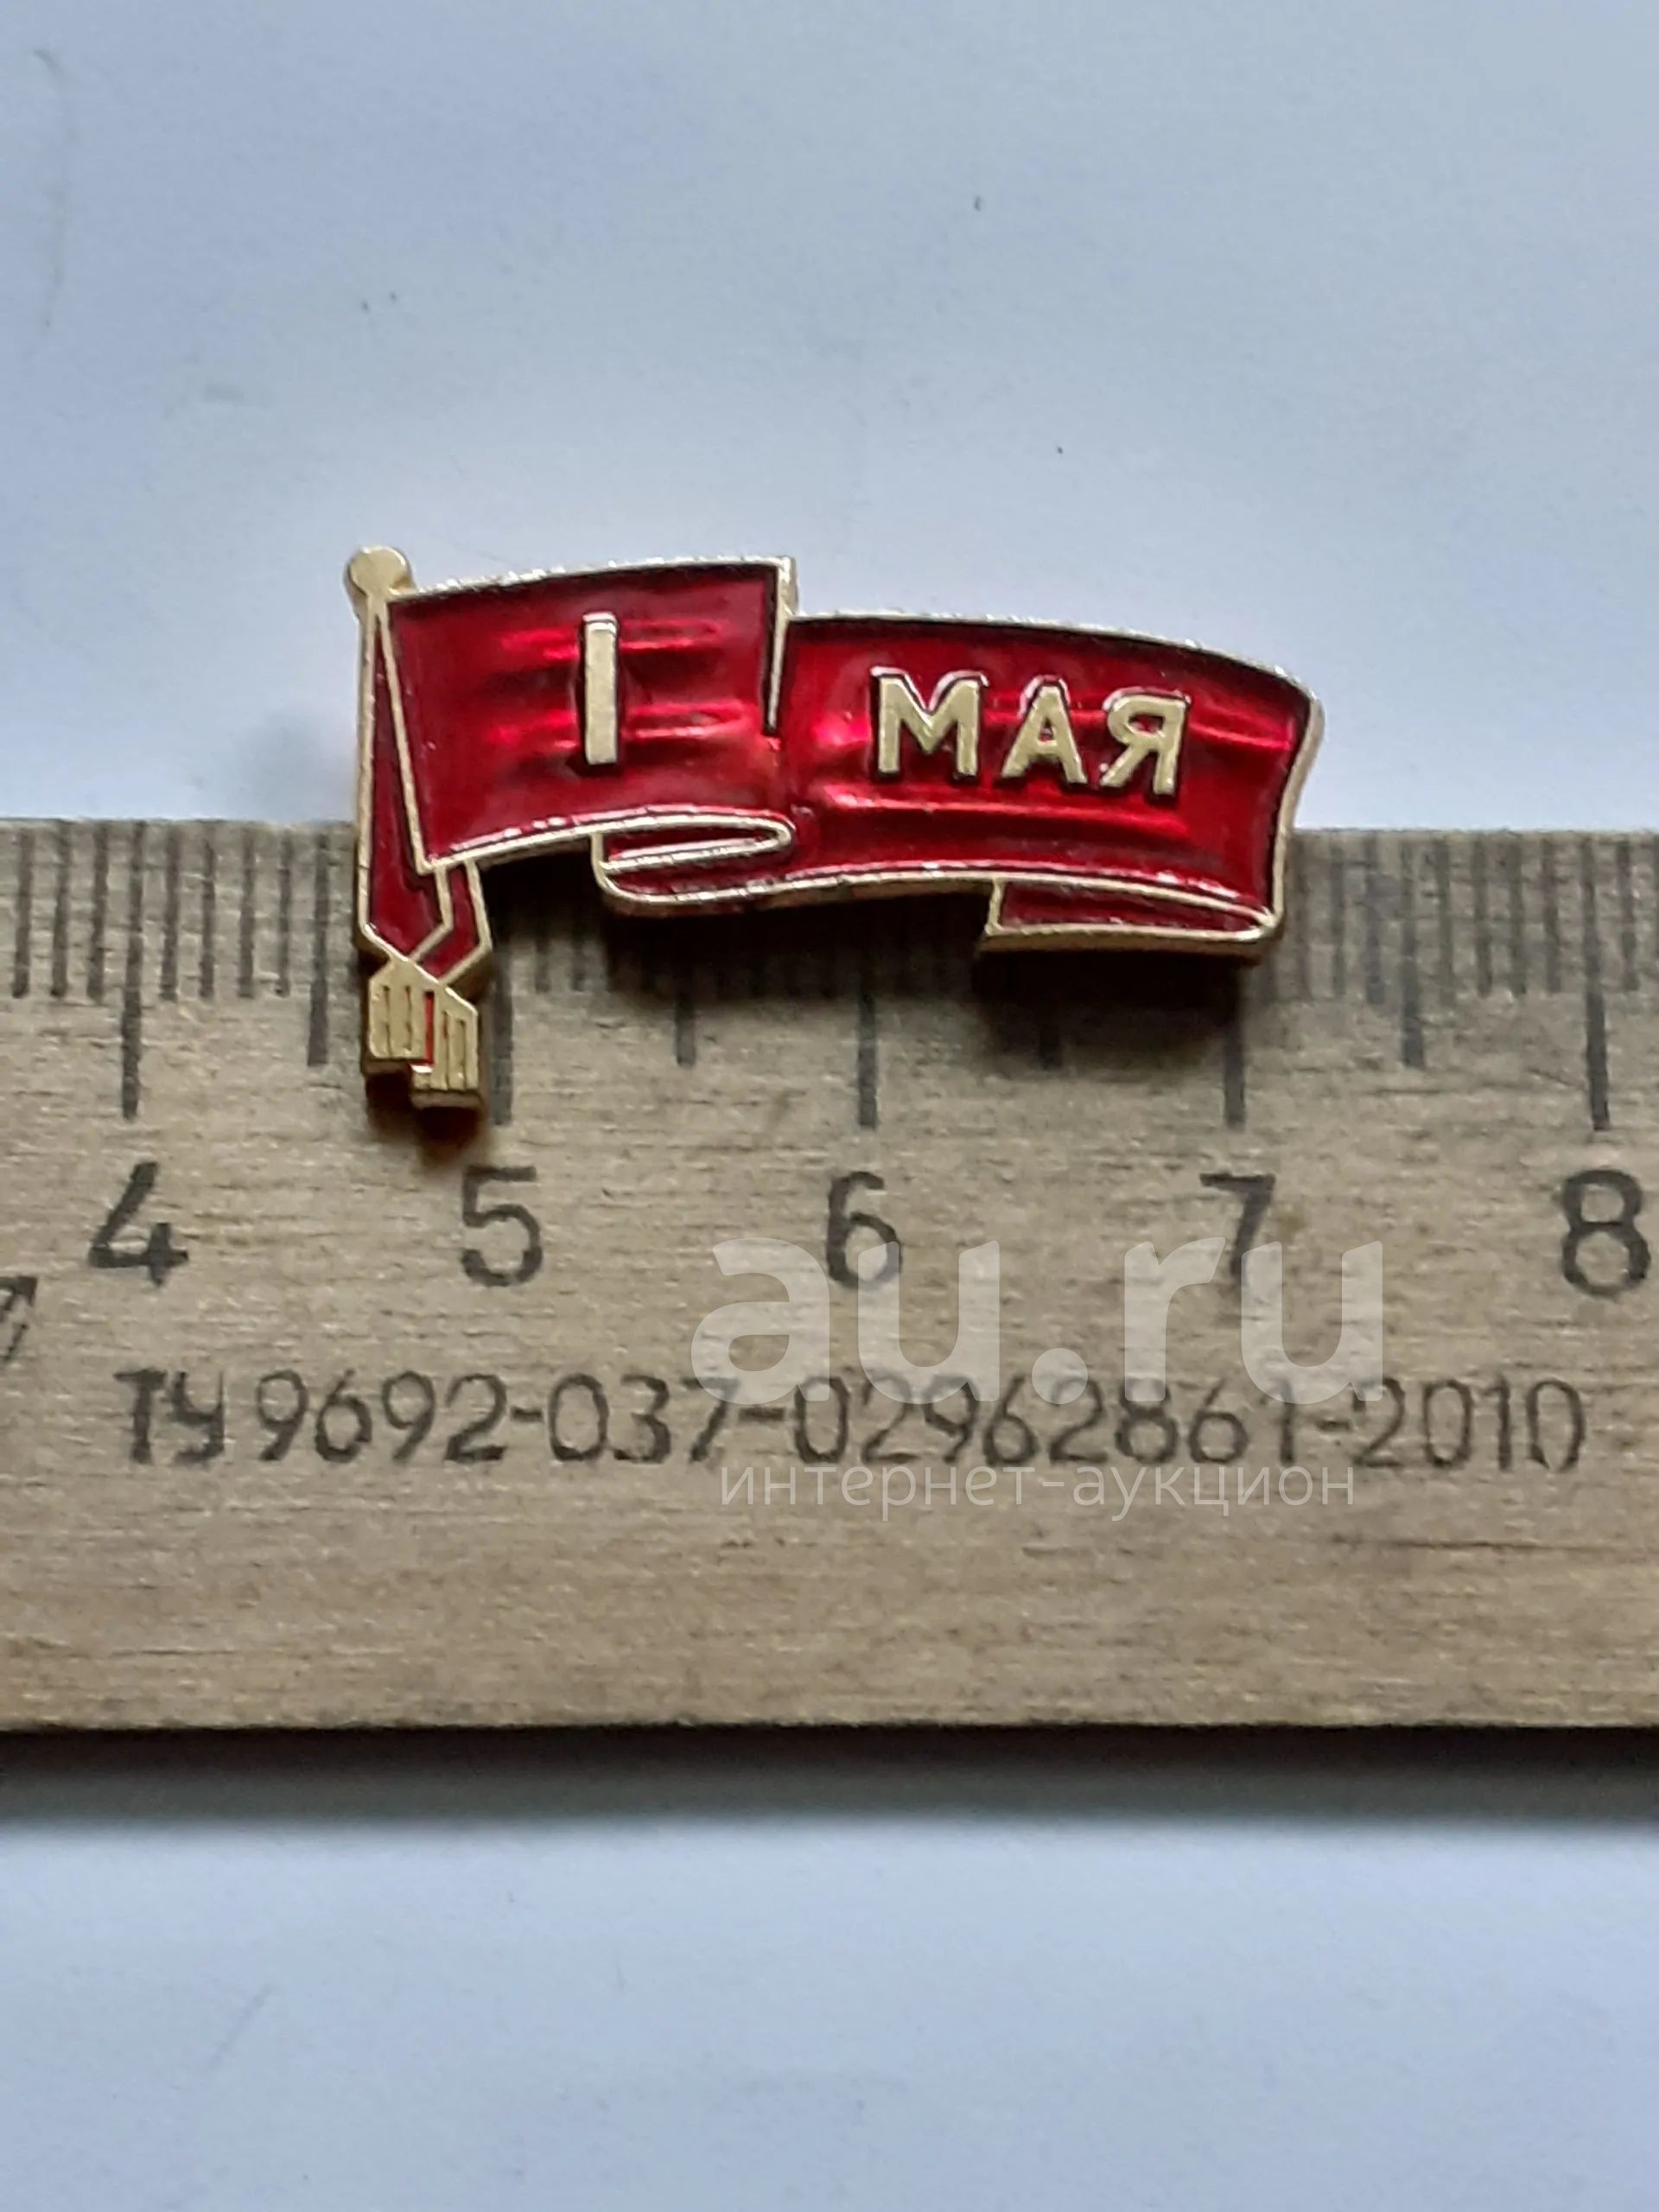 I МАЯ
4 5 6 7 8
au.ru
ТУ 9692-037-02962861-2010
интернет-аукцион